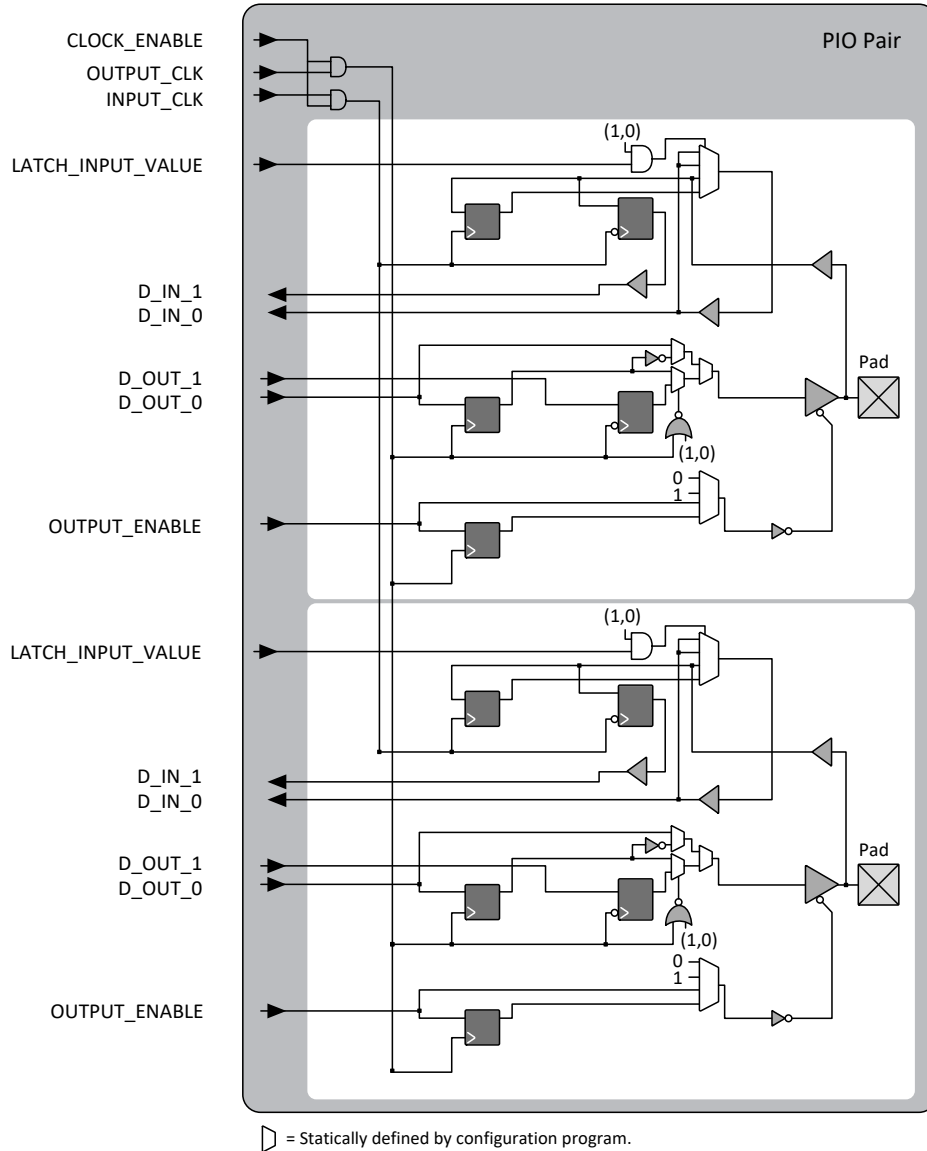 CLOCK_ENABLE
PIO Pair
OUTPUT_CLK
INPUT_CLK
(1,0)
LATCH_INPUT_VALUE
D_IN_1
D_IN_0
Pad
D_OUT_1
D_OUT_0
(1,0)
0
1
OUTPUT_ENABLE
(1,0)
LATCH_INPUT_VALUE
D_IN_1
D_IN_0
Pad
D_OUT_1
D_OUT_0
(1,0)
0
1
OUTPUT_ENABLE
= Statically defined by configuration program.